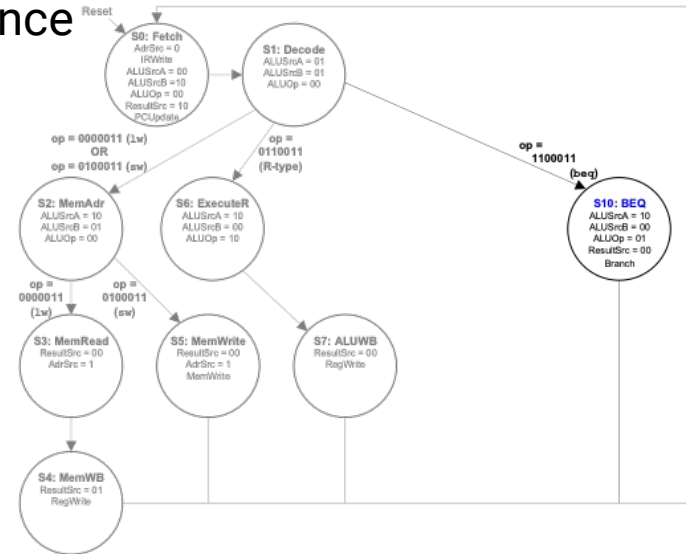 nce
Reset
S0: Fetch
AdrSrc = 0
IRWrite
ALUSrcA = 00
ALUSrcB =10
ALUOp = 00
ResultSrc = 10
PCUpdate
S1: Decode
ALUSrcA = 01
ALUSrcB = 01
ALUOp = 00
op = 0000011 (lw)
OR
op = 0100011 (sw)
op =
0110011
(R-type)
op =
1100011
(beq)
S2: MemAdr
ALUSrcA = 10
ALUSrcB = 01
ALUOp = 00
S6: ExecuteR
ALUSrcA = 10
ALUSrcB = 00
ALUOp = 10
S10: BEQ
ALUSrcA = 10
ALUSrcB = 00
ALUOp = 01
ResultSrc = 00
Branch
op =
0000011
(lw)
op =
0100011
(sw)
S3: MemRead
ResultSrc = 00
AdrSrc = 1
S5: MemWrite
ResultSrc = 00
AdrSrc = 1
MemWrite
S7: ALUWB
ResultSrc = 00
RegWrite
S4: MemWB
ResultSrc = 01
RegWrite